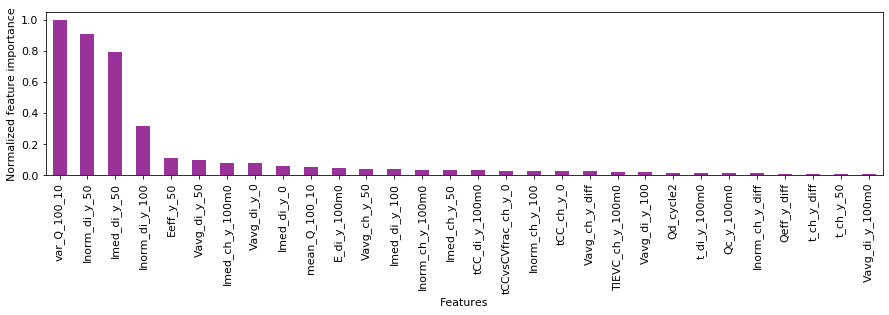 Normalized feature importance
1.0
0.8
0.6
0.4
0.2
0.0
var_Q_100_10
Inorm_di_y_50
Imed_di_y_50
Inorm_di_y_100
Eeff_y_50
Vavg_di_y_50
Imed_ch_y_100m0
Vavg_di_y_0
Imed_di_y_0
mean_Q_100_10
E_di_y_100m0
Vavg_ch_y_50
Imed_di_y_100
Inorm_ch_y_100m0
Imed_ch_y_50
tCC_di_y_100m0
tCCvsCVfrac_ch_y_0
Inorm_ch_y_100
tCC_ch_y_0
Vavg_ch_y_diff
TIEVC_ch_y_100m0
Vavg_di_y_100
Qd_cycle2
t_di_y_100m0
Qc_y_100m0
Inorm_ch_y_diff
Qeff_y_diff
t_ch_y_diff
t_ch_y_50
Vavg_di_y_100m0
Features